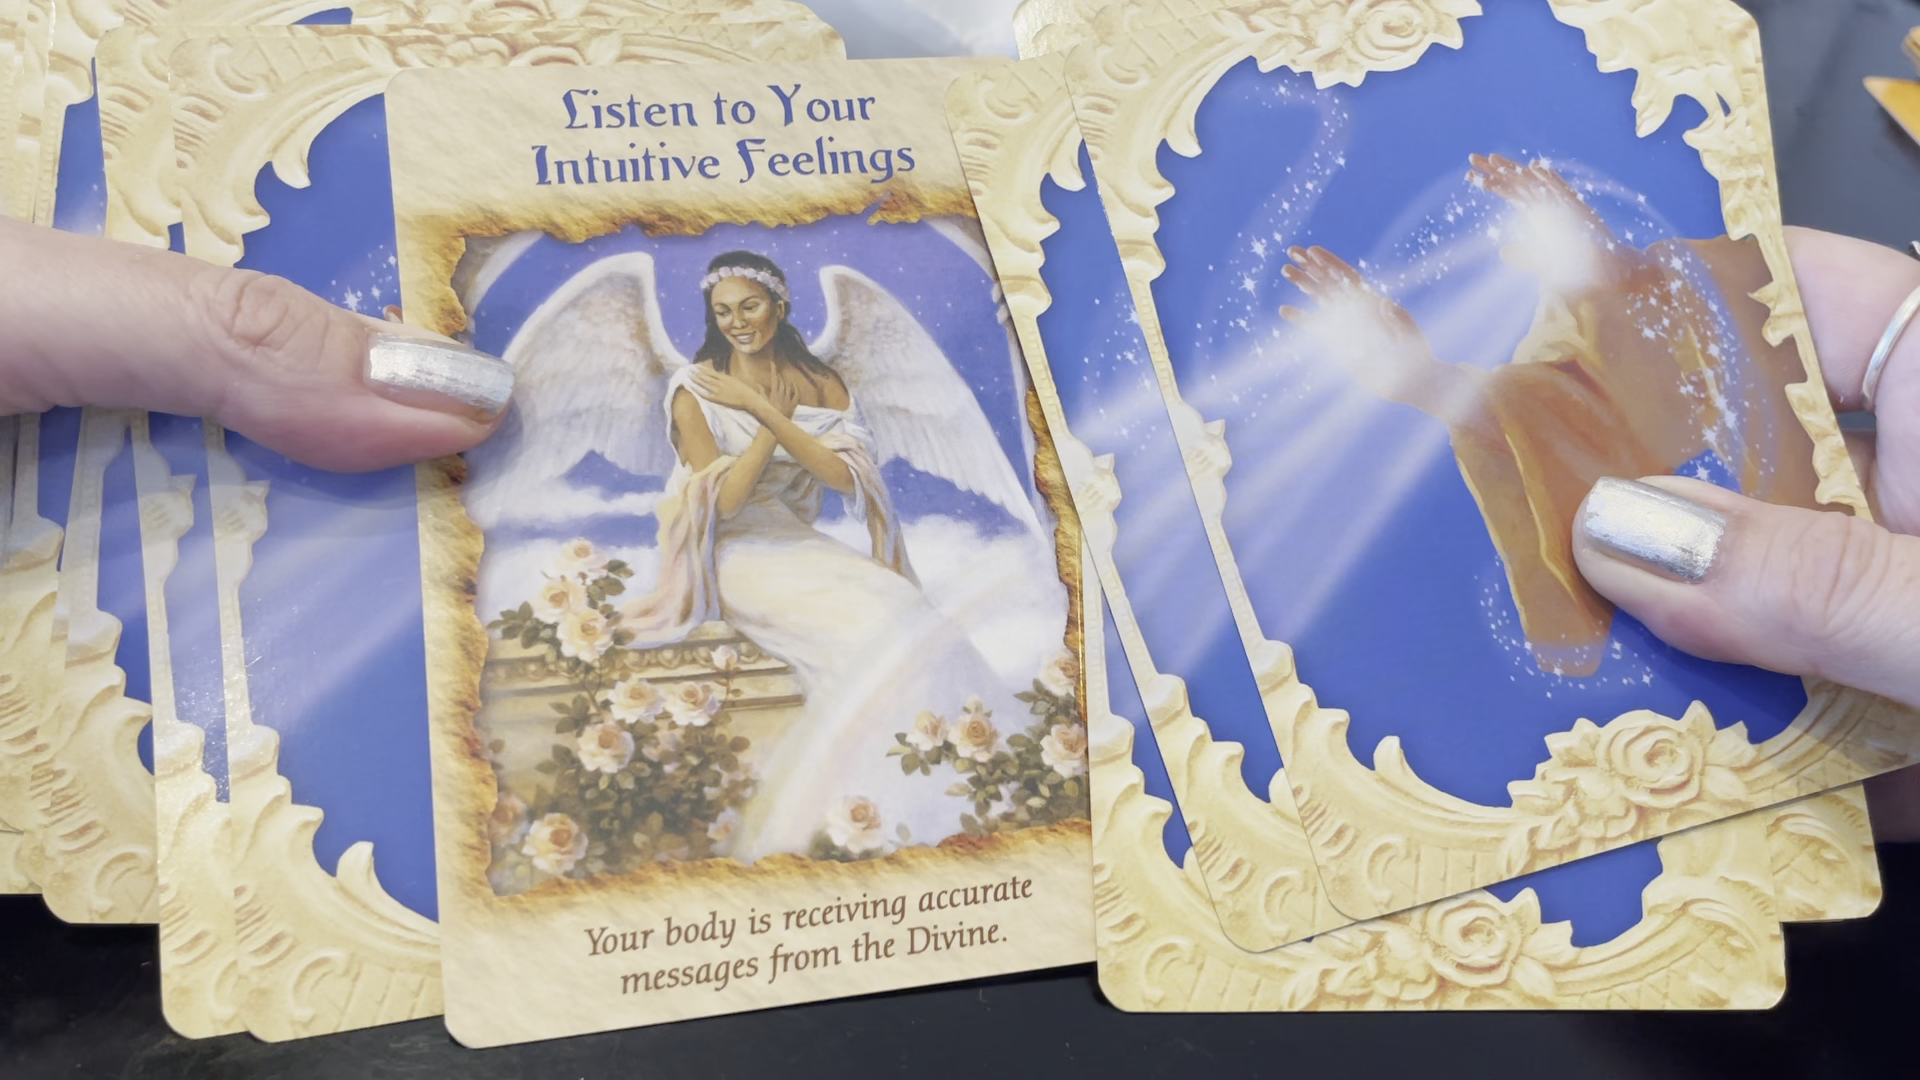 Listen to Your
Intuitive Feelings
Your body is receiving accurate
messages from the Divine.